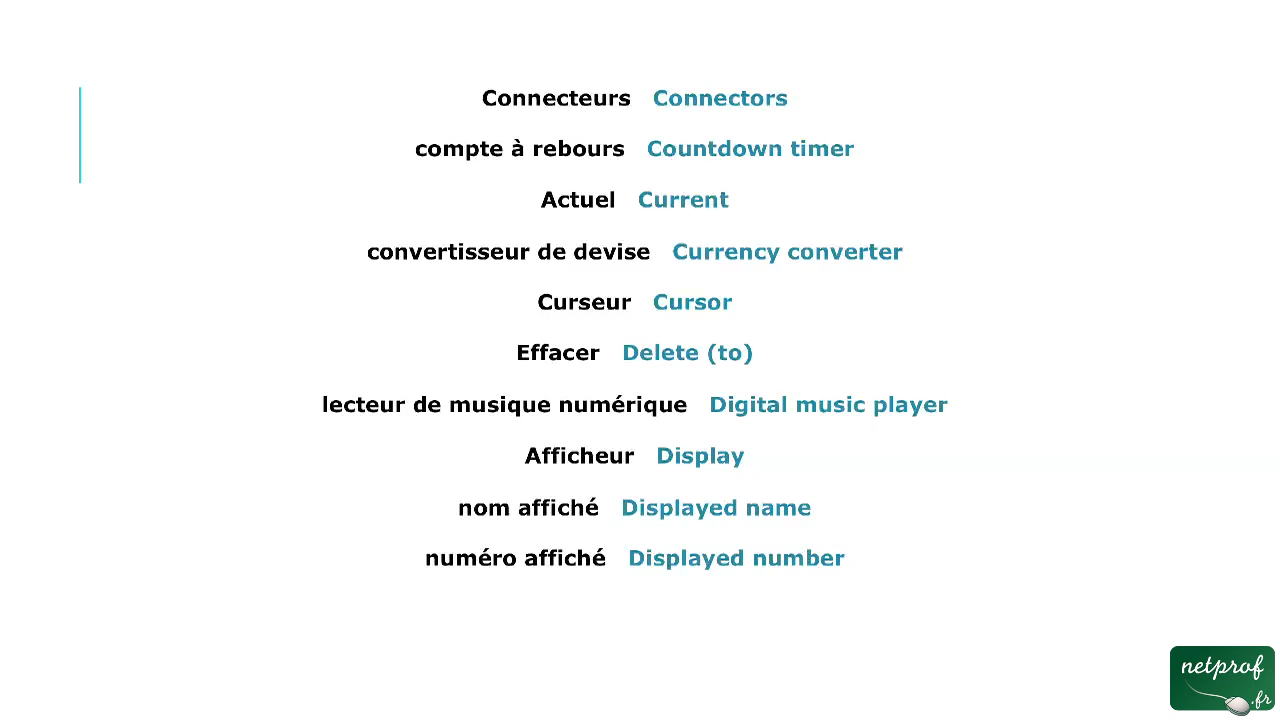 Connecteurs Connectors
compte à rebours Countdown timer
Actuel Current
convertisseur de devise Currency converter
Curseur Cursor
Effacer Delete (to)
lecteur de musique numérique Digital music player
Afficheur Display
nom affiché Displayed name
numéro affiché Displayed number
netprof
.fr